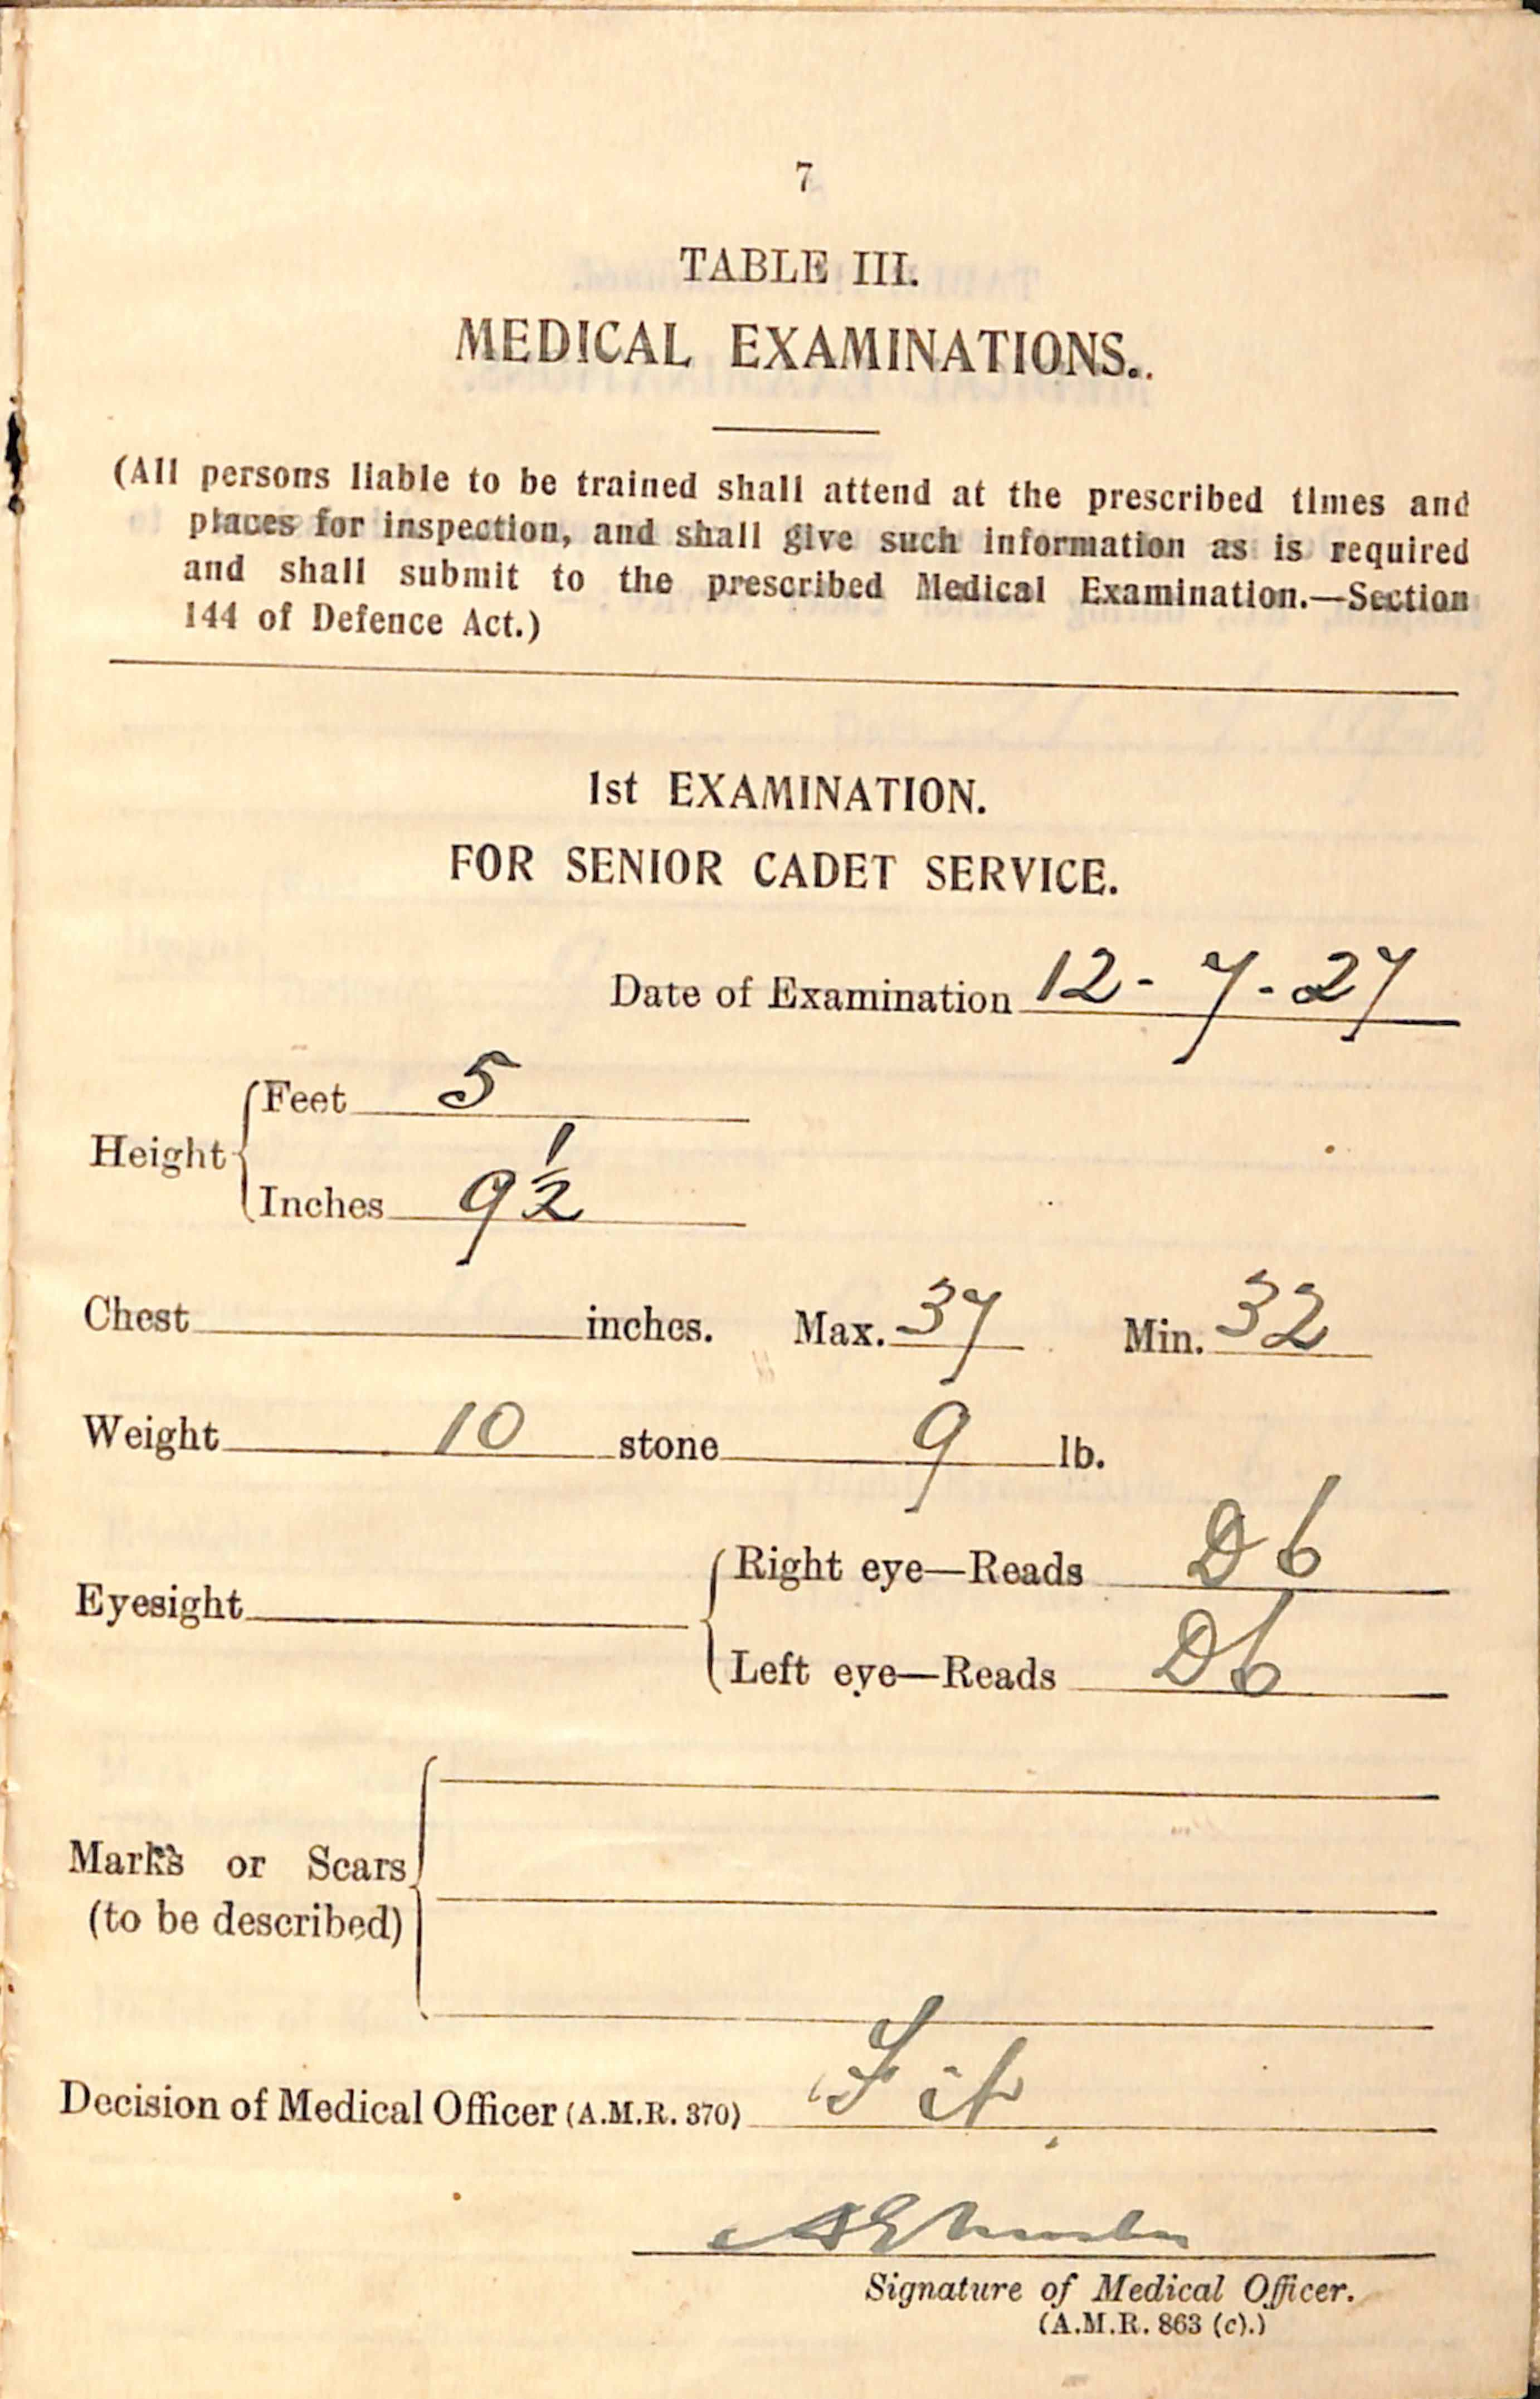 7
TABLE III.
MEDICAL EXAMINATIONS.
(All persons liable to be trained shall attend at the prescribed times and
places for inspection, and shall give such information as is required
and shall submit to the prescribed Medical Examination.—Section
144 of Defence Act.)
1st EXAMINATION.
FOR SENIOR CADET SERVICE.
Date of Examination 12-7-27
Feet 5
Height
Inches 9½
Chest inches. Max. 37 Min. 32
Weight 10 stone 9 lb.
Right eye—Reads D6
Eyesight
Left eye—Reads D6
Marks or Scars
(to be described)
Decision of Medical Officer (A.M.R. 370) Fit
Signature of Medical Officer.
(A.M.R. 863 (c).)